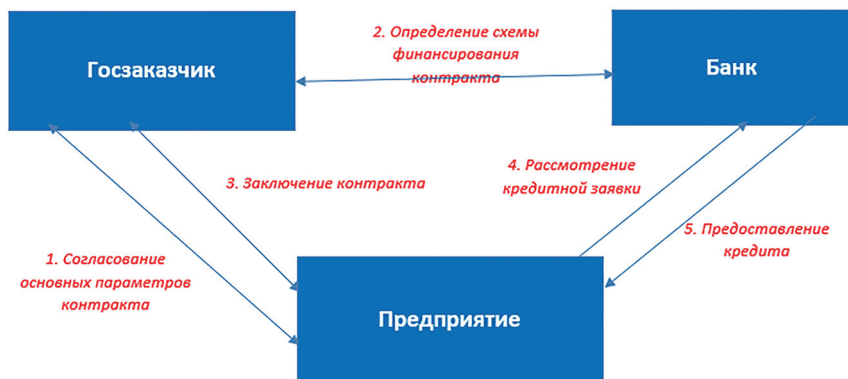 Госзаказчик
2. Определение схемы
финансирования
контракта
Банк
3. Заключение контракта
4. Рассмотрение
кредитной заявки
5. Предоставление
кредита
1. Согласование
основных параметров
контракта
Предприятие